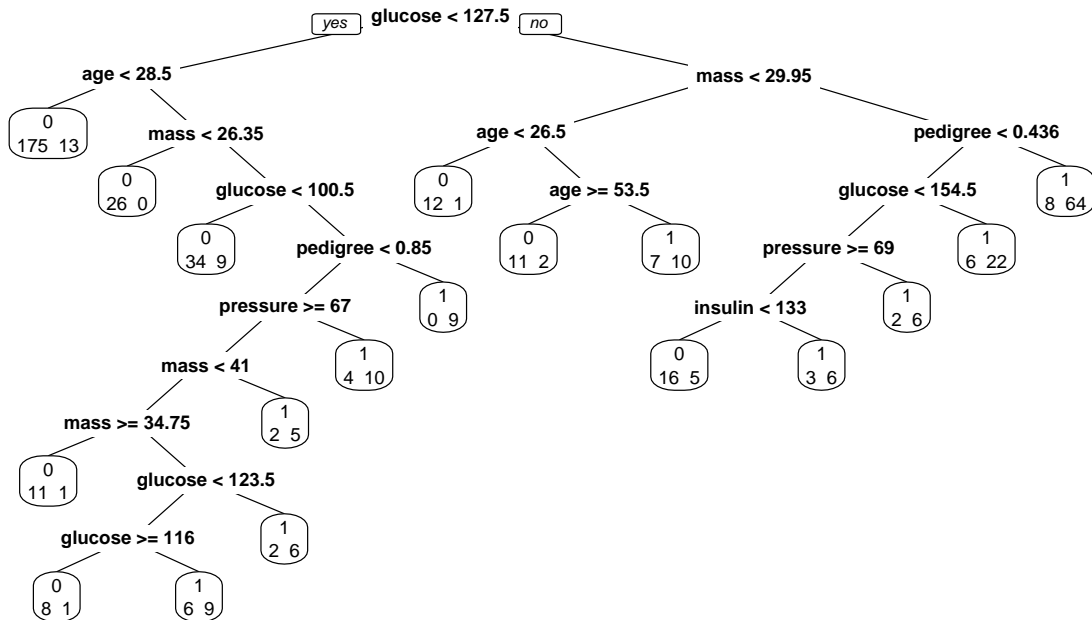 yes glucose < 127.5 no
age < 28.5
mass < 29.95
0
175 13
mass < 26.35
age < 26.5
pedigree < 0.436
0
26 0
glucose < 100.5
0
12 1
age >= 53.5
glucose < 154.5
1
8 64
0
34 9
pedigree < 0.85
0
11 2
1
7 10
pressure >= 69
1
6 22
pressure >= 67
1
0 9
insulin < 133
1
2 6
mass < 41
1
4 10
0
16 5
1
3 6
mass >= 34.75
1
2 5
0
11 1
glucose < 123.5
glucose >= 116
1
2 6
0
8 1
1
6 9